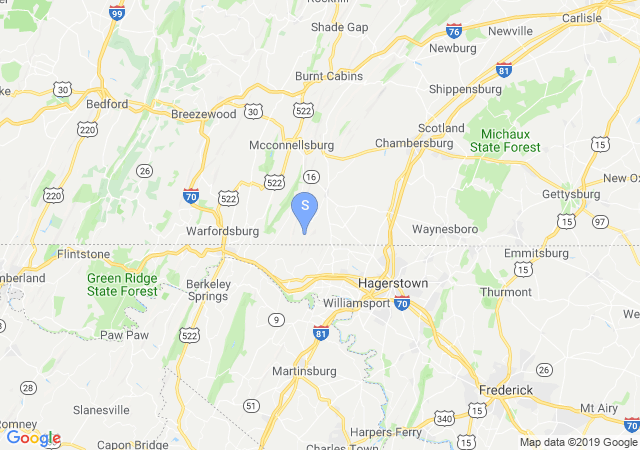 99
Shade Gap
Carlisle
76
Newville
Newburg
81
30
Burnt Cabins
Bedford
Shippensburg
522
Breezewood
30
220
Scotland
Michaux
State Forest
15
Mcconnellsburg
Chambersburg
26
16
New Ox
70
522
522
220
Gettysburg
S
15
97
Warfordsburg
Waynesboro
Flintstone
Emmitsburg
15
mberland
Green Ridge
State Forest
Berkeley
Springs
Hagerstown
Thurmont
Williamsport
70
We
9
81
Paw Paw
522
Martinsburg
26
28
Frederick
Slanesville
51
340
15
Mt Airy
70
Romney
Harpers Ferry
15
Google
Capon Bridge
Charles Town
Map data ©2019 Google